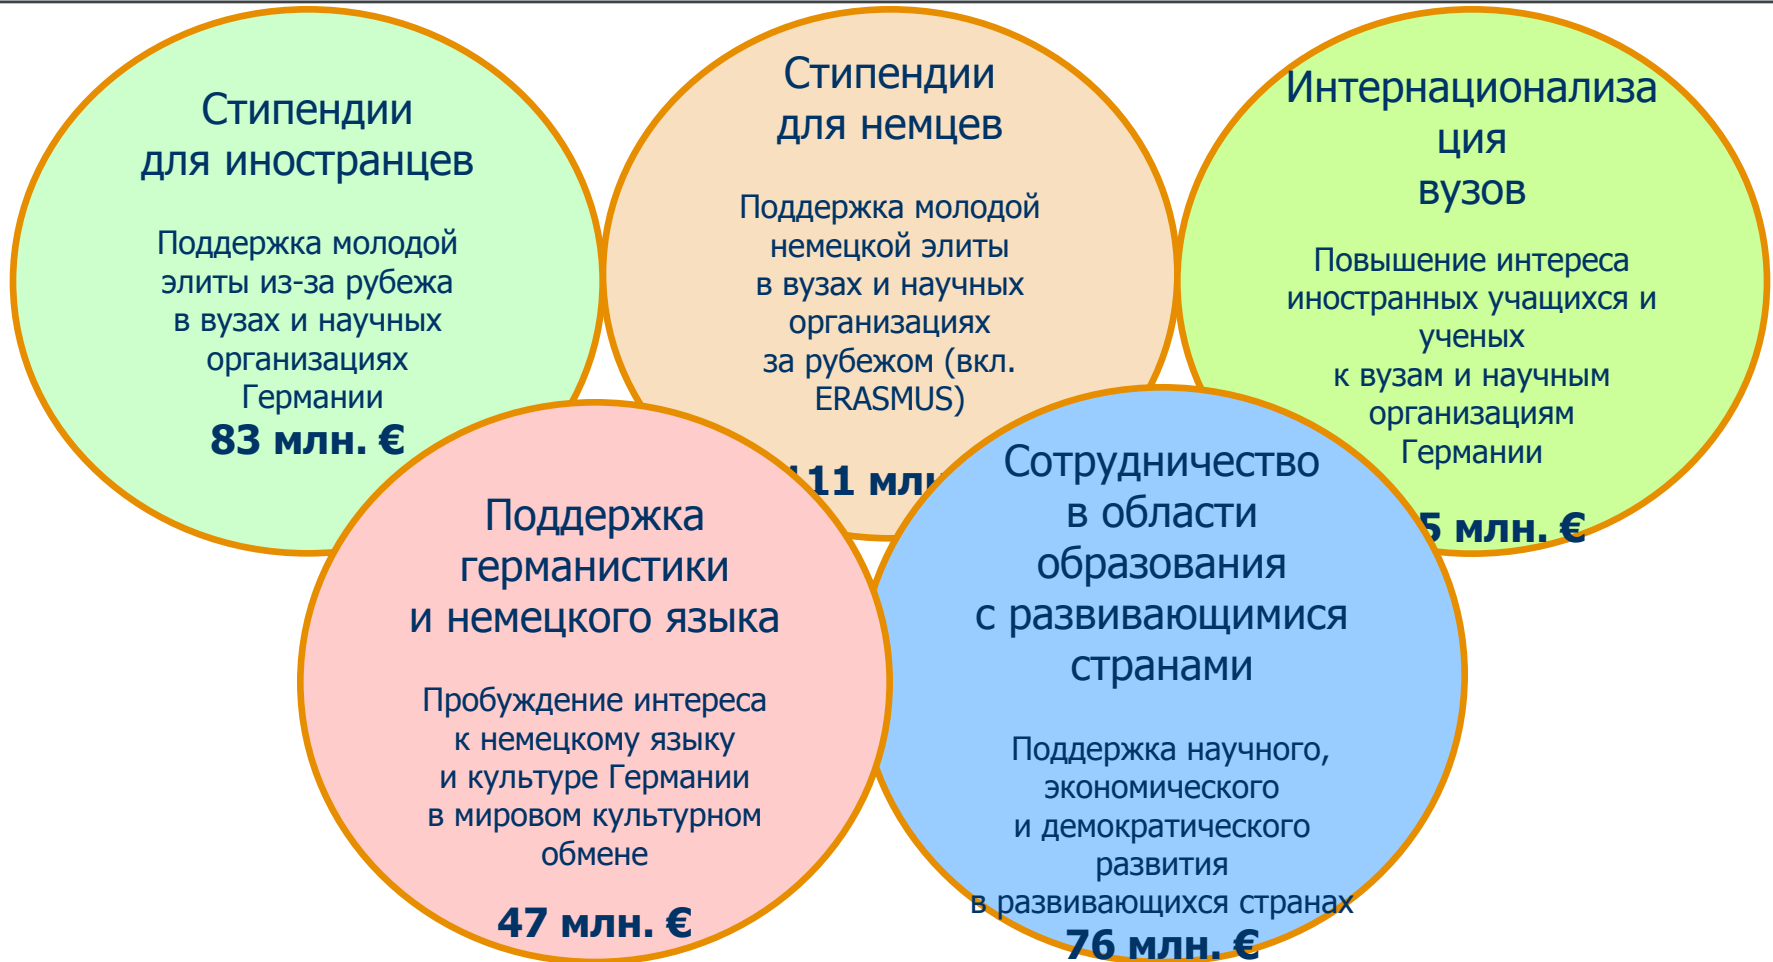 Стипендии
для иностранцев
Поддержка молодой
элиты из-за рубежа
в вузах и научных
организациях
Германии
83 млн. €
Стипендии
для немцев
Поддержка молодой
немецкой элиты
в вузах и научных
организациях
за рубежом (вкл.
ERASMUS)
Интернационализа
ция
вузов
Повышение интереса
иностранных учащихся и
ученых
к вузам и научным
организациям
Германии
млн. €
Поддержка
германистики
и немецкого языка
Пробуждение интереса
к немецкому языку
и культуре Германии
в мировом культурном
обмене
47 млн. €
Сотрудничество
в области
образования
с развивающимися
странами
Поддержка научного,
экономического
и демократического
развития
в развивающихся странах
76 млн. €